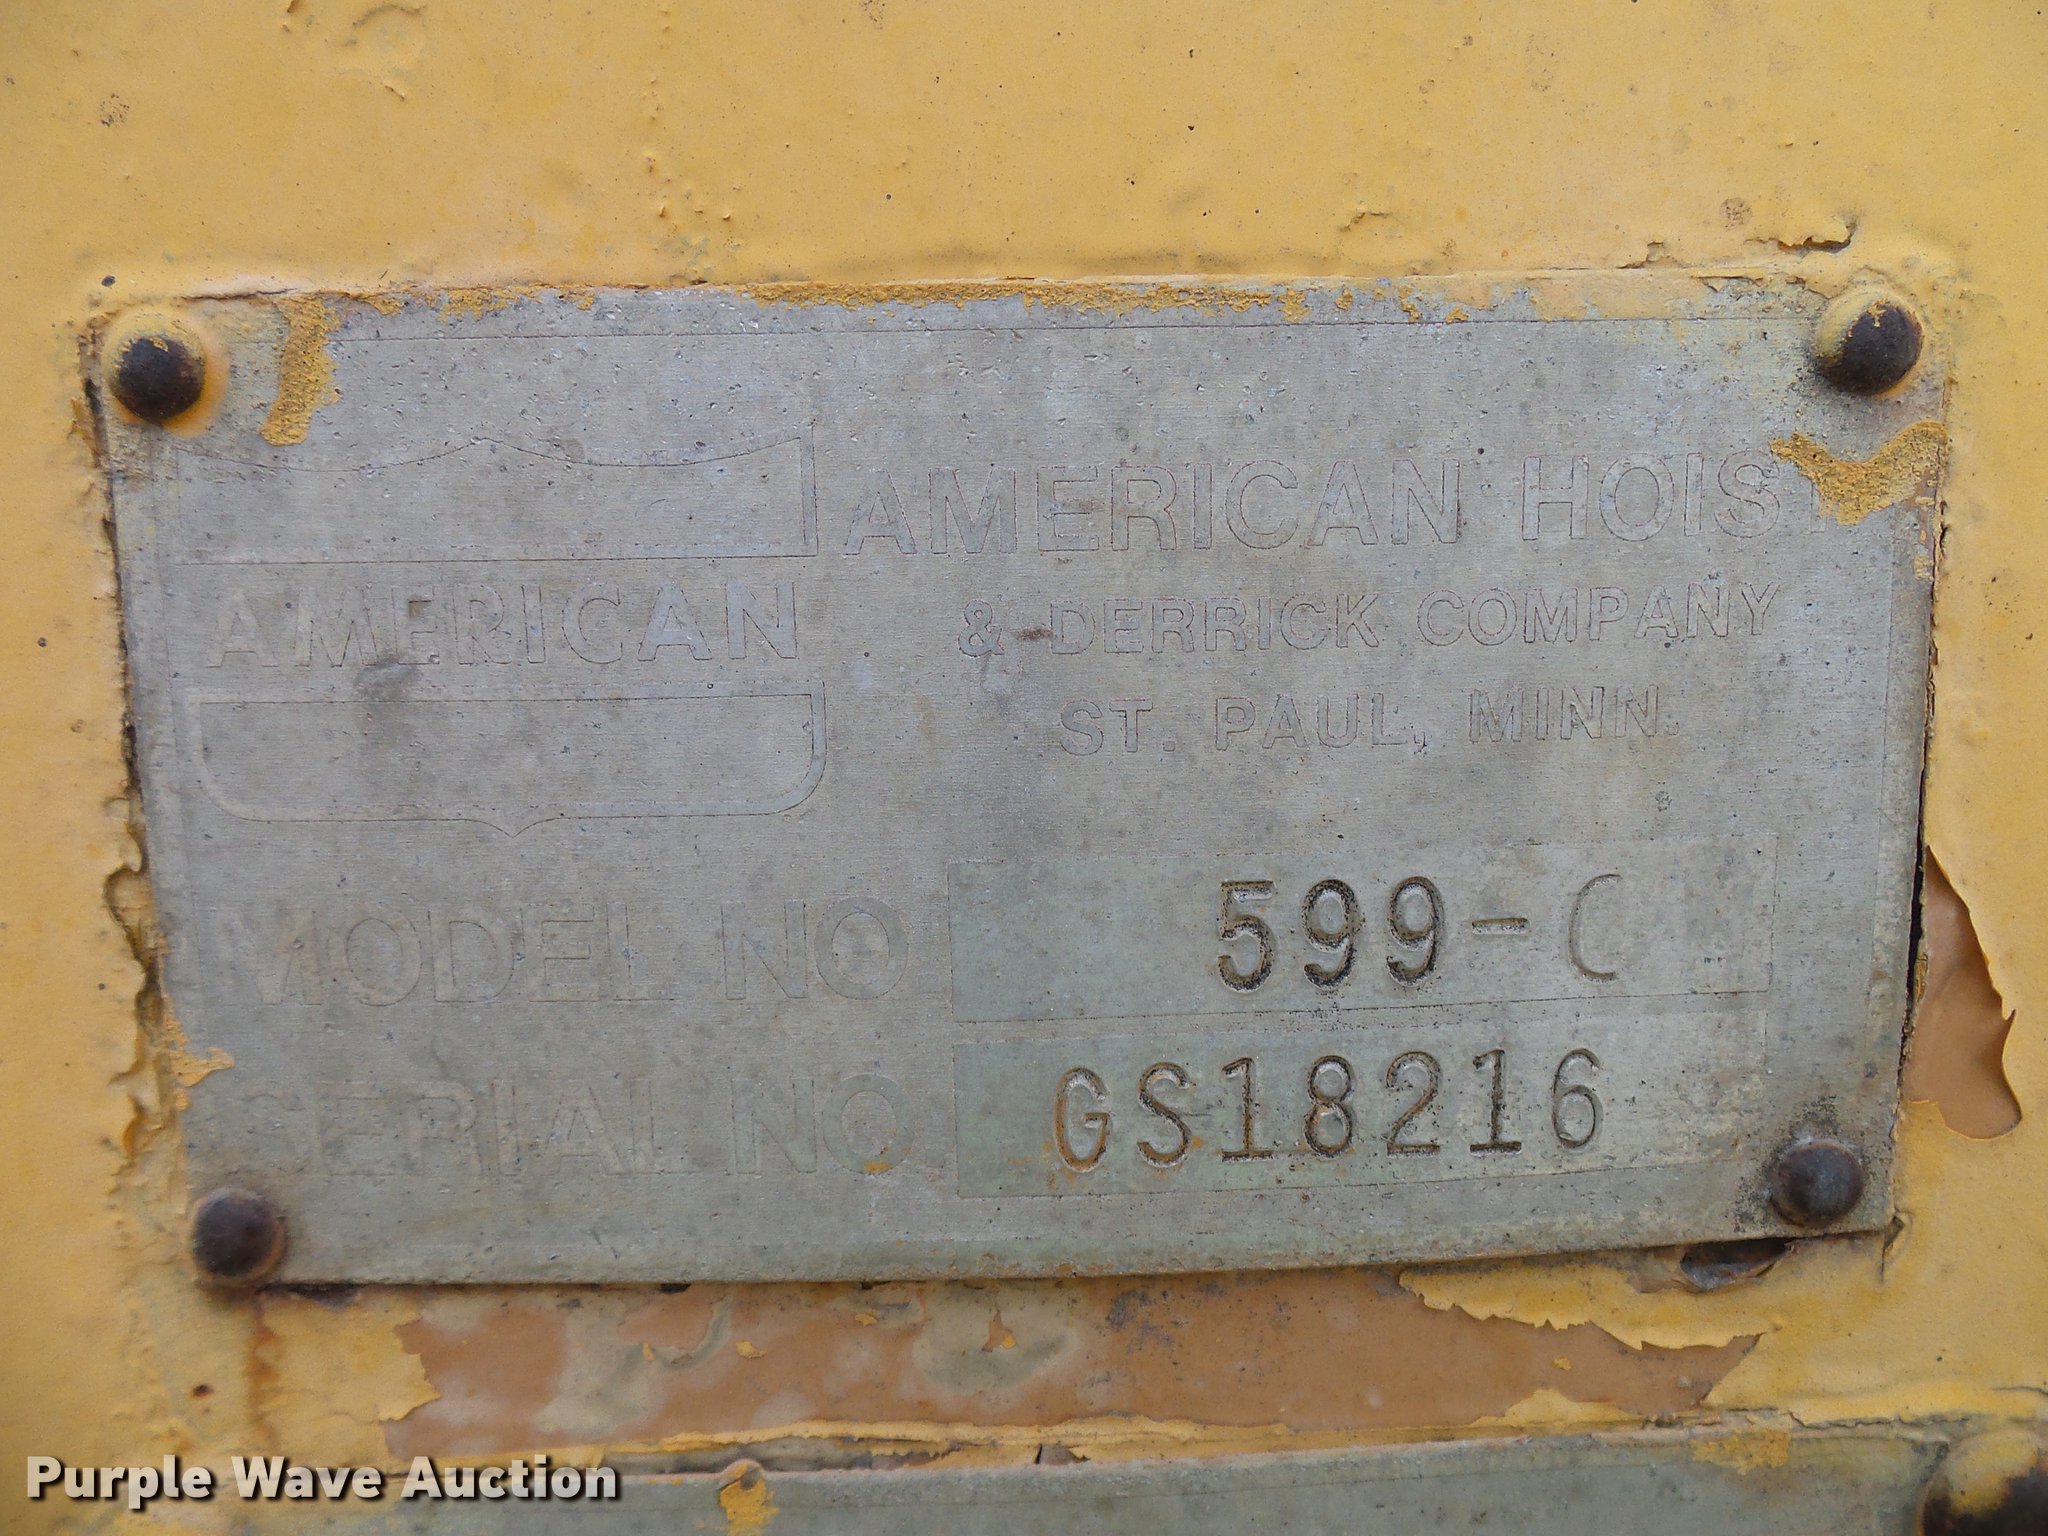 AMERICAN
AMERICAN HOIST
& DERRICK COMPANY
ST. PAUL, MINN.
MODEL NO 599-C
SERIAL NO GS18216
Purple Wave Auction